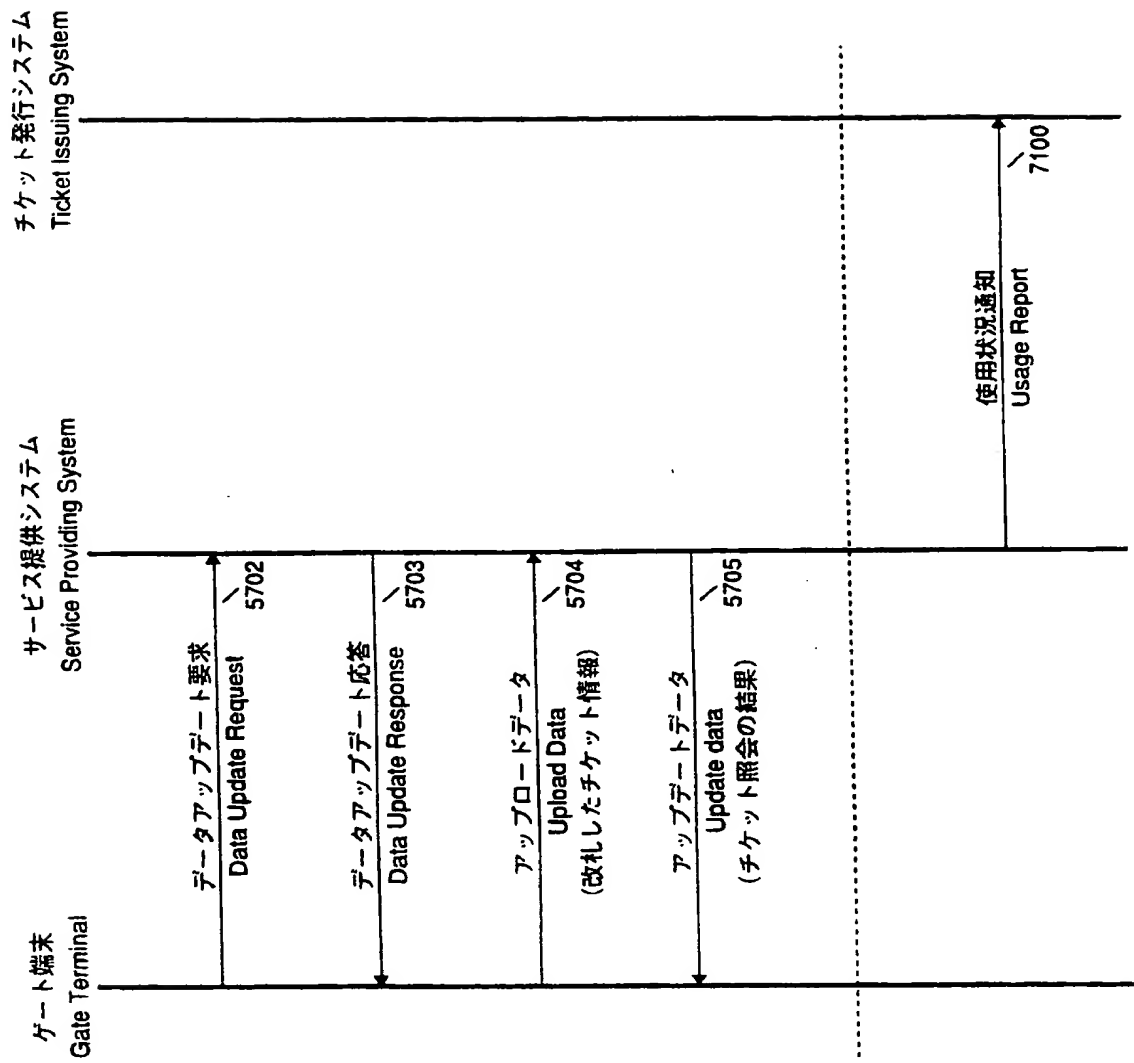 ゲート端末
Gate Terminal
サービス提供システム
Service Providing System
チケット発行システム
Ticket Issuing System
データアップデート要求
Data Update Request
5702
データアップデート応答
Data Update Response
5703
アップロードデータ
Upload Data
(改札したチケット情報)
5704
アップデートデータ
Update data
(チケット照会の結果)
5705
使用状況通知
Usage Report
7100